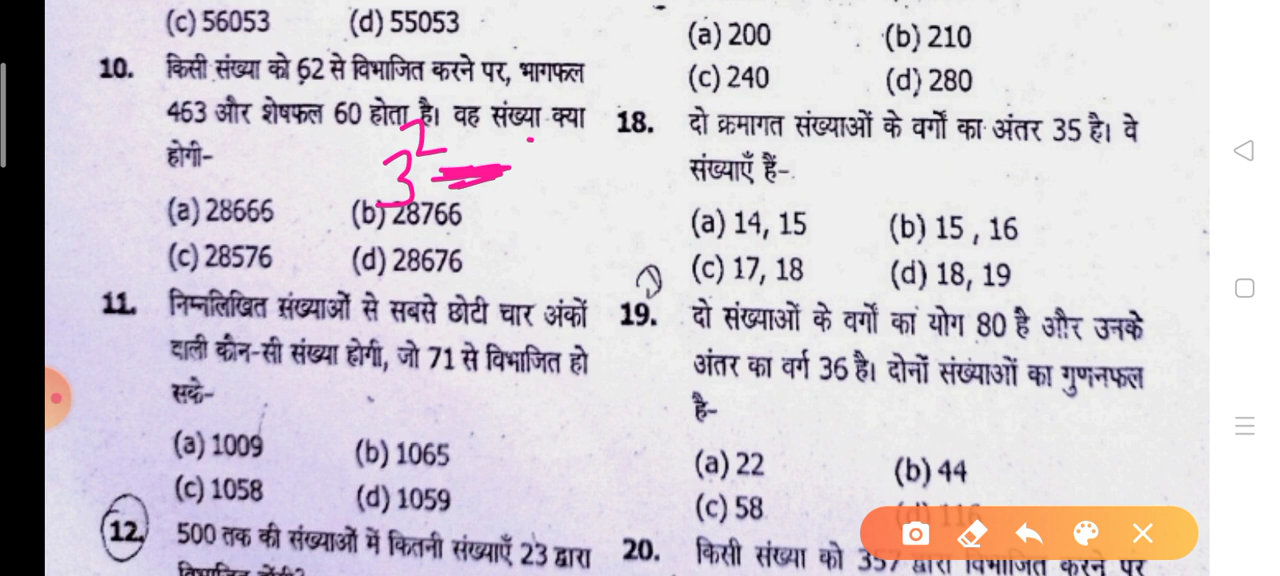 (c) 56053 (d) 55053
10. किसी संख्या को 62 से विभाजित करने पर, भागफल
463 और शेषफल 60 होता है। वह संख्या क्या
होगी-
3 2
(a) 28666 (b) 28766
(c) 28576 (d) 28676
11. निम्नलिखित संख्याओं से सबसे छोटी चार अंकों
वाली कौन-सी संख्या होगी, जो 71 से विभाजित हो
सके-
(a) 1009 (b) 1065
(c) 1058 (d) 1059
12. 500 तक की संख्याओं में कितनी संख्याएँ 23 द्वारा
विभाजित होंगी?
(a) 200 (b) 210
(c) 240 (d) 280
18. दो क्रमागत संख्याओं के वर्गों का अंतर 35 है। वे
संख्याएँ हैं-
(a) 14, 15 (b) 15 , 16
(c) 17, 18 (d) 18, 19
19. दो संख्याओं के वर्गों का योग 80 है और उनके
अंतर का वर्ग 36 है। दोनों संख्याओं का गुणनफल
है-
(a) 22 (b) 44
(c) 58 (d) 116
20. किसी संख्या को 357 द्वारा विभाजित करने पर